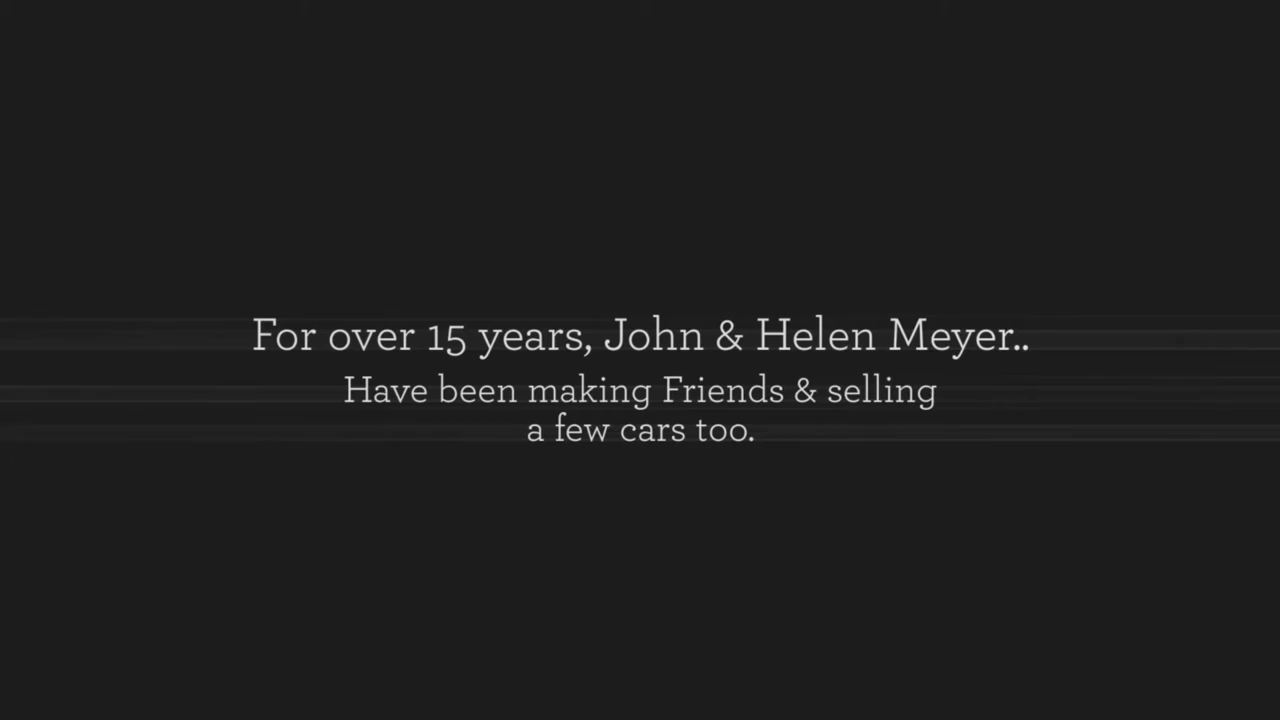 For over 15 years, John & Helen Meyer..
Have been making Friends & selling
a few cars too.